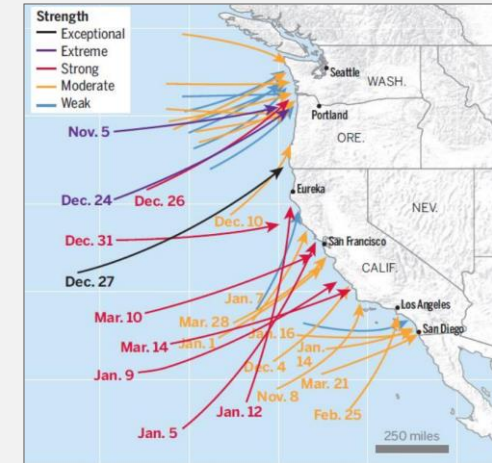 Strength
Exceptional
Extreme
Strong
Moderate
Weak
Seattle
WASH.
Portland
Nov. 5
ORE.
Eureka
Dec. 24
Dec. 26
NEV.
Dec. 10
Dec. 31
San Francisco
CALIF.
Dec. 27
Jan. 7
Los Angeles
Mar. 10
Mar. 28
San Diego
Jan. 16
Jan. 1
Mar. 14
Jan.
14
Dec. 4
Jan. 9
Mar. 21
Nov. 8
Jan. 12
Feb. 25
Jan. 5
250 miles